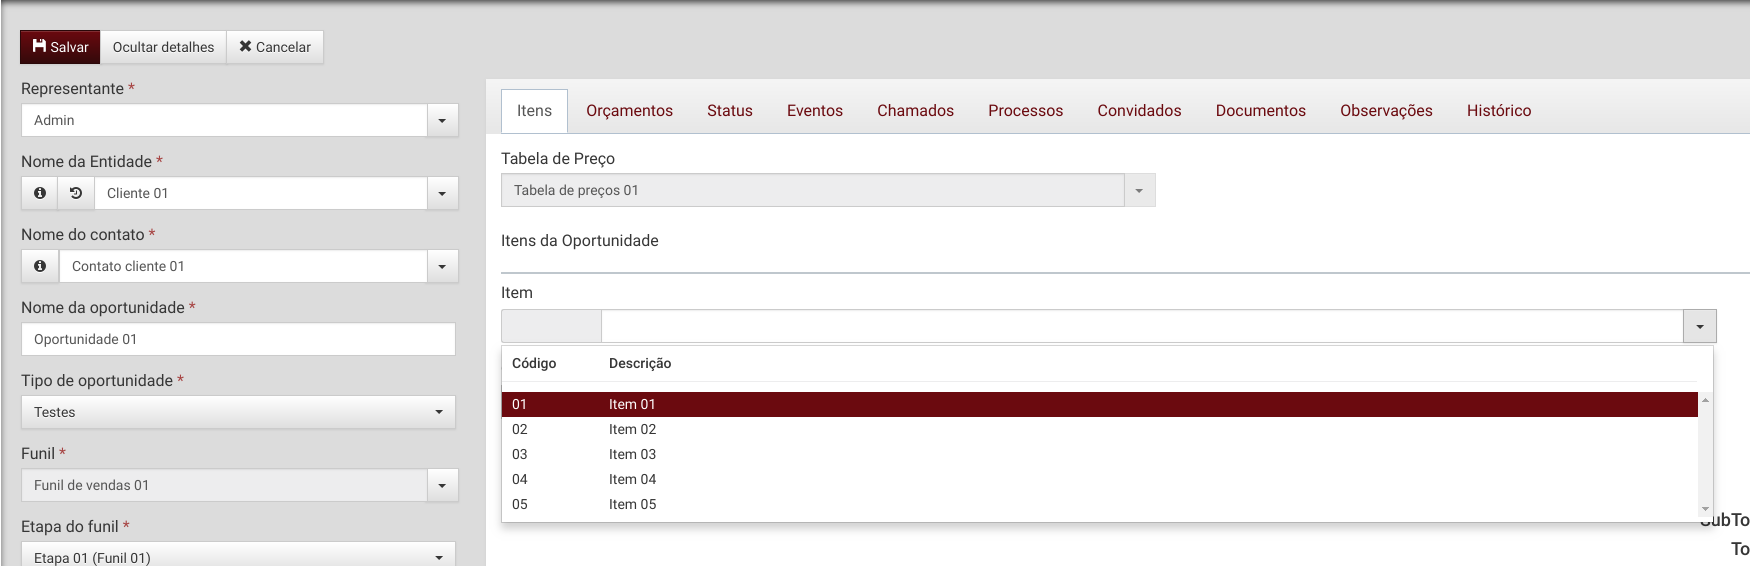 Salvar Ocultar detalhes Cancelar
Representante *
Admin
Nome da Entidade *
Cliente 01
Nome do contato *
Contato cliente 01
Nome da oportunidade *
Oportunidade 01
Tipo de oportunidade *
Testes
Funil *
Funil de vendas 01
Etapa do funil *
Etapa 01 (Funil 01)
Itens Orçamentos Status Eventos Chamados Processos Convidados Documentos Observações Histórico
Tabela de Preço
Tabela de preços 01
Itens da Oportunidade
Item
Código Descrição
01 Item 01
02 Item 02
03 Item 03
04 Item 04
05 Item 05
SubTo
To